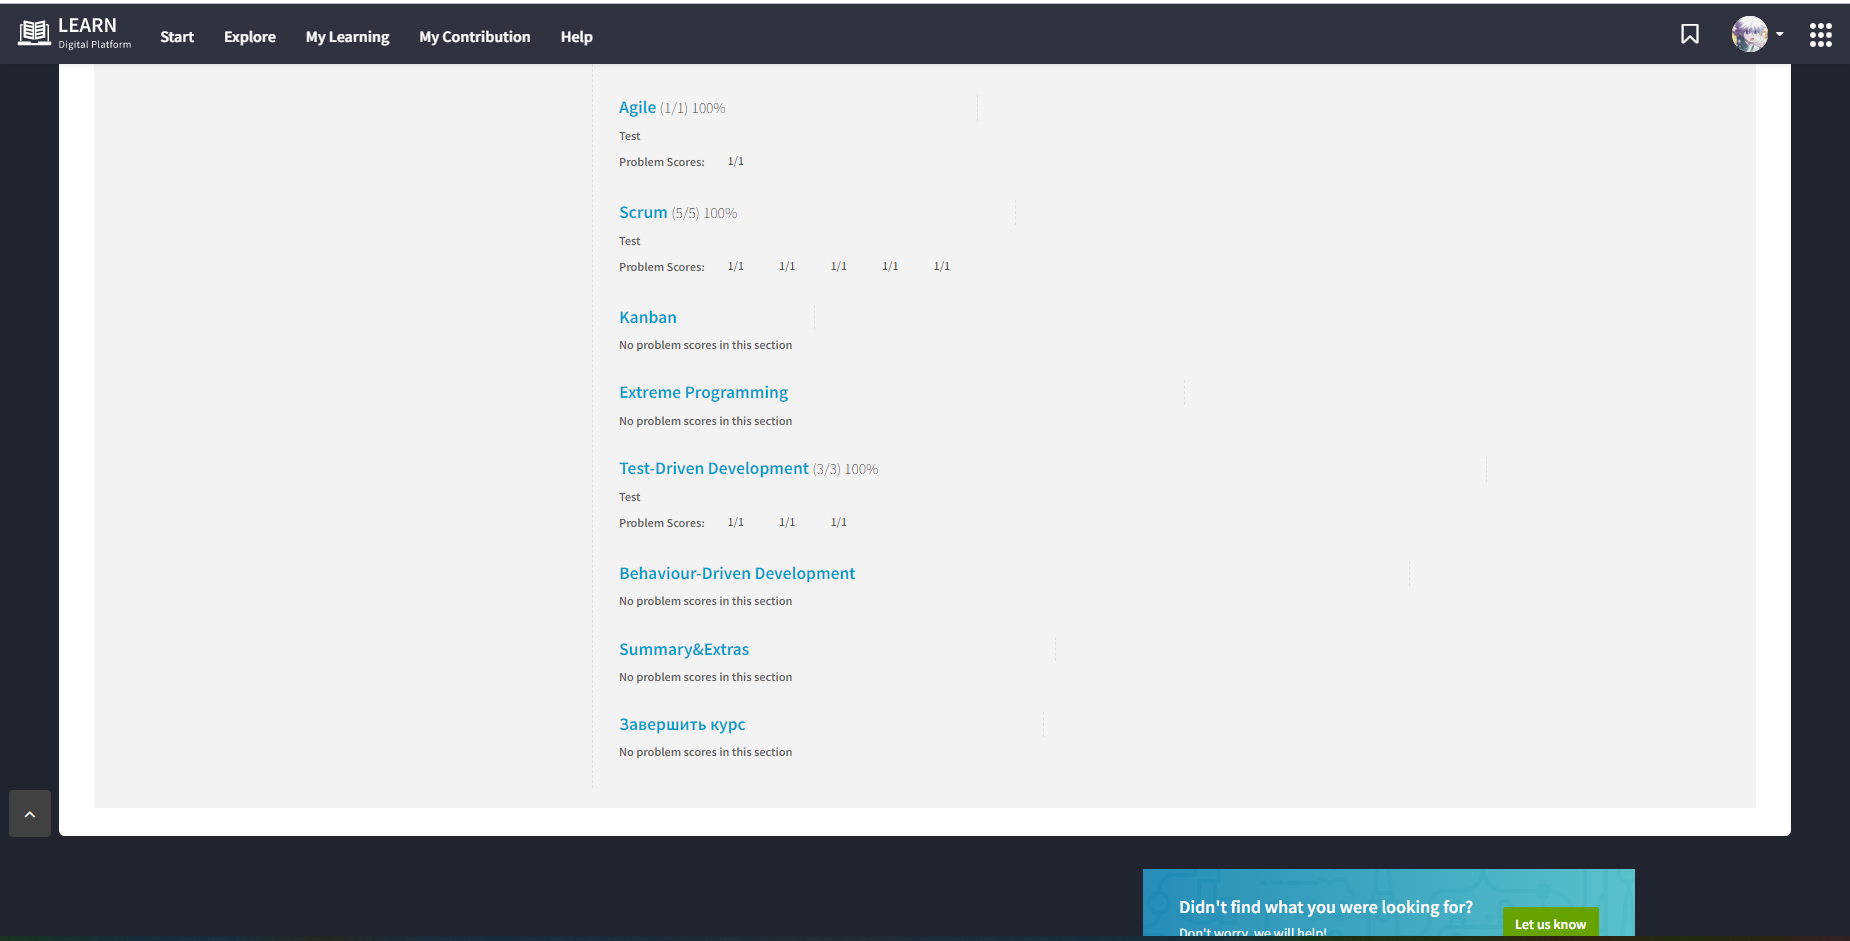 LEARN
Digital Platform
Start Explore My Learning My Contribution Help
Agile (1/1) 100%
Test
Problem Scores: 1/1
Scrum (5/5) 100%
Test
Problem Scores: 1/1 1/1 1/1 1/1 1/1
Kanban
No problem scores in this section
Extreme Programming
No problem scores in this section
Test-Driven Development (3/3) 100%
Test
Problem Scores: 1/1 1/1 1/1
Behaviour-Driven Development
No problem scores in this section
Summary&Extras
No problem scores in this section
Завершить курс
No problem scores in this section
Didn't find what you were looking for?
Don't worry, we will help!
Let us know